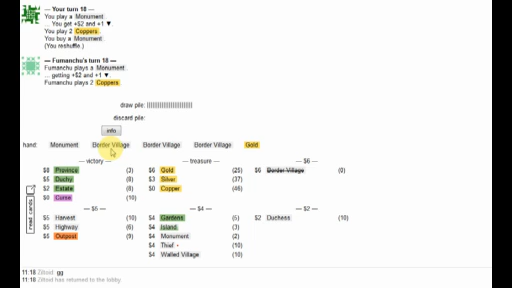 — Your turn 18 —
You play a Monument.
... You get +$2 and +1 ▼.
You play 2 Coppers.
You buy a Monument.
(You reshuffle.)
— Fumanchu's turn 18 —
Fumanchu plays a Monument.
... getting +$2 and +1 ▼.
Fumanchu plays 2 Coppers.
draw pile:
discard pile:
info
hand: Monument Border Village Border Village Border Village Gold
— victory — — treasure — — $6 —
$8 Province (3) $6 Gold (25) $6 Border Village (0)
$5 Duchy (8) $3 Silver (37)
$2 Estate (8) $0 Copper (46)
$0 Curse (10)
— $5 — — $4 — — $2 —
$5 Harvest (10) $4 Gardens (5) $2 Duchess (10)
$5 Highway (6) $4 Island (3)
$5 Outpost (9) $4 Monument (2)
$4 Thief (10)
$4 Walled Village (10)
read cards
11:18 Zilloid gg
11:18 Zilloid has returned to the lobby